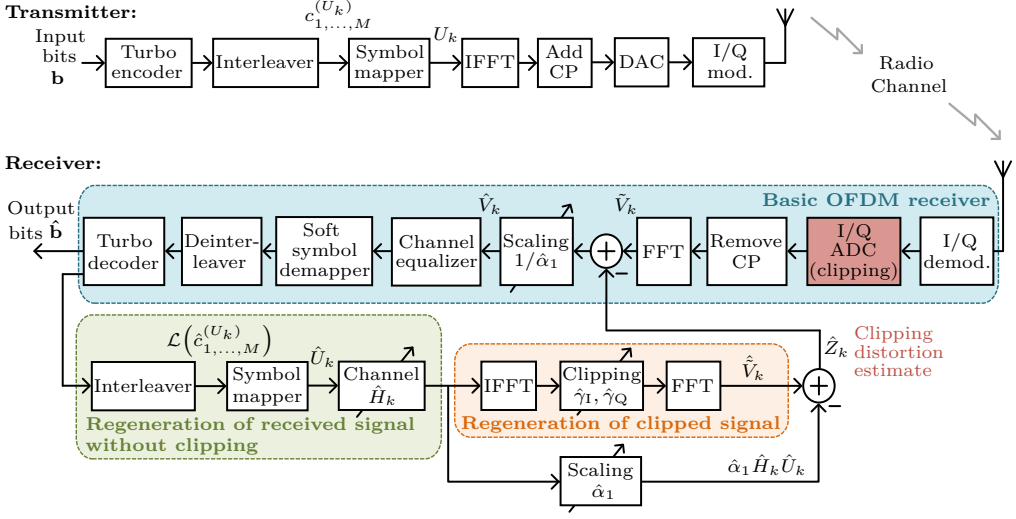 Transmitter:
Input
bits
b
Turbo
encoder
Interleaver
c_{1,...,M}^{(U_k)}
Symbol
mapper
U_k
IFFT
Add
CP
DAC
I/Q
mod.
Radio
Channel
Receiver:
Basic OFDM receiver
Output
bits b̂
Turbo
decoder
Deinter-
leaver
Soft
symbol
demapper
Channel
equalizer
V̂_k
Scaling
1/α̂_1
Ṽ_k
−
FFT
Remove
CP
I/Q
ADC
(clipping)
I/Q
demod.
Interleaver
ℒ(ĉ_{1,...,M}^{(U_k)})
Symbol
mapper
Û_k
Channel
Ĥ_k
Regeneration of received signal
without clipping
IFFT
Clipping
γ̂_I, γ̂_Q
FFT
Ṽ̂_k
Regeneration of clipped signal
Ẑ_k
Clipping
distortion
estimate
−
Scaling
α̂_1
α̂_1Ĥ_kÛ_k